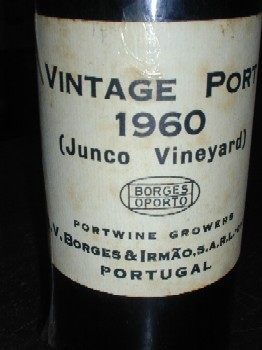 VINTAGE PORT
1960
(Junco Vineyard)
BORGES
OPORTO
PORTWINE GROWERS
V. BORGES & IRMÃO, S.A.R.L.
PORTUGAL